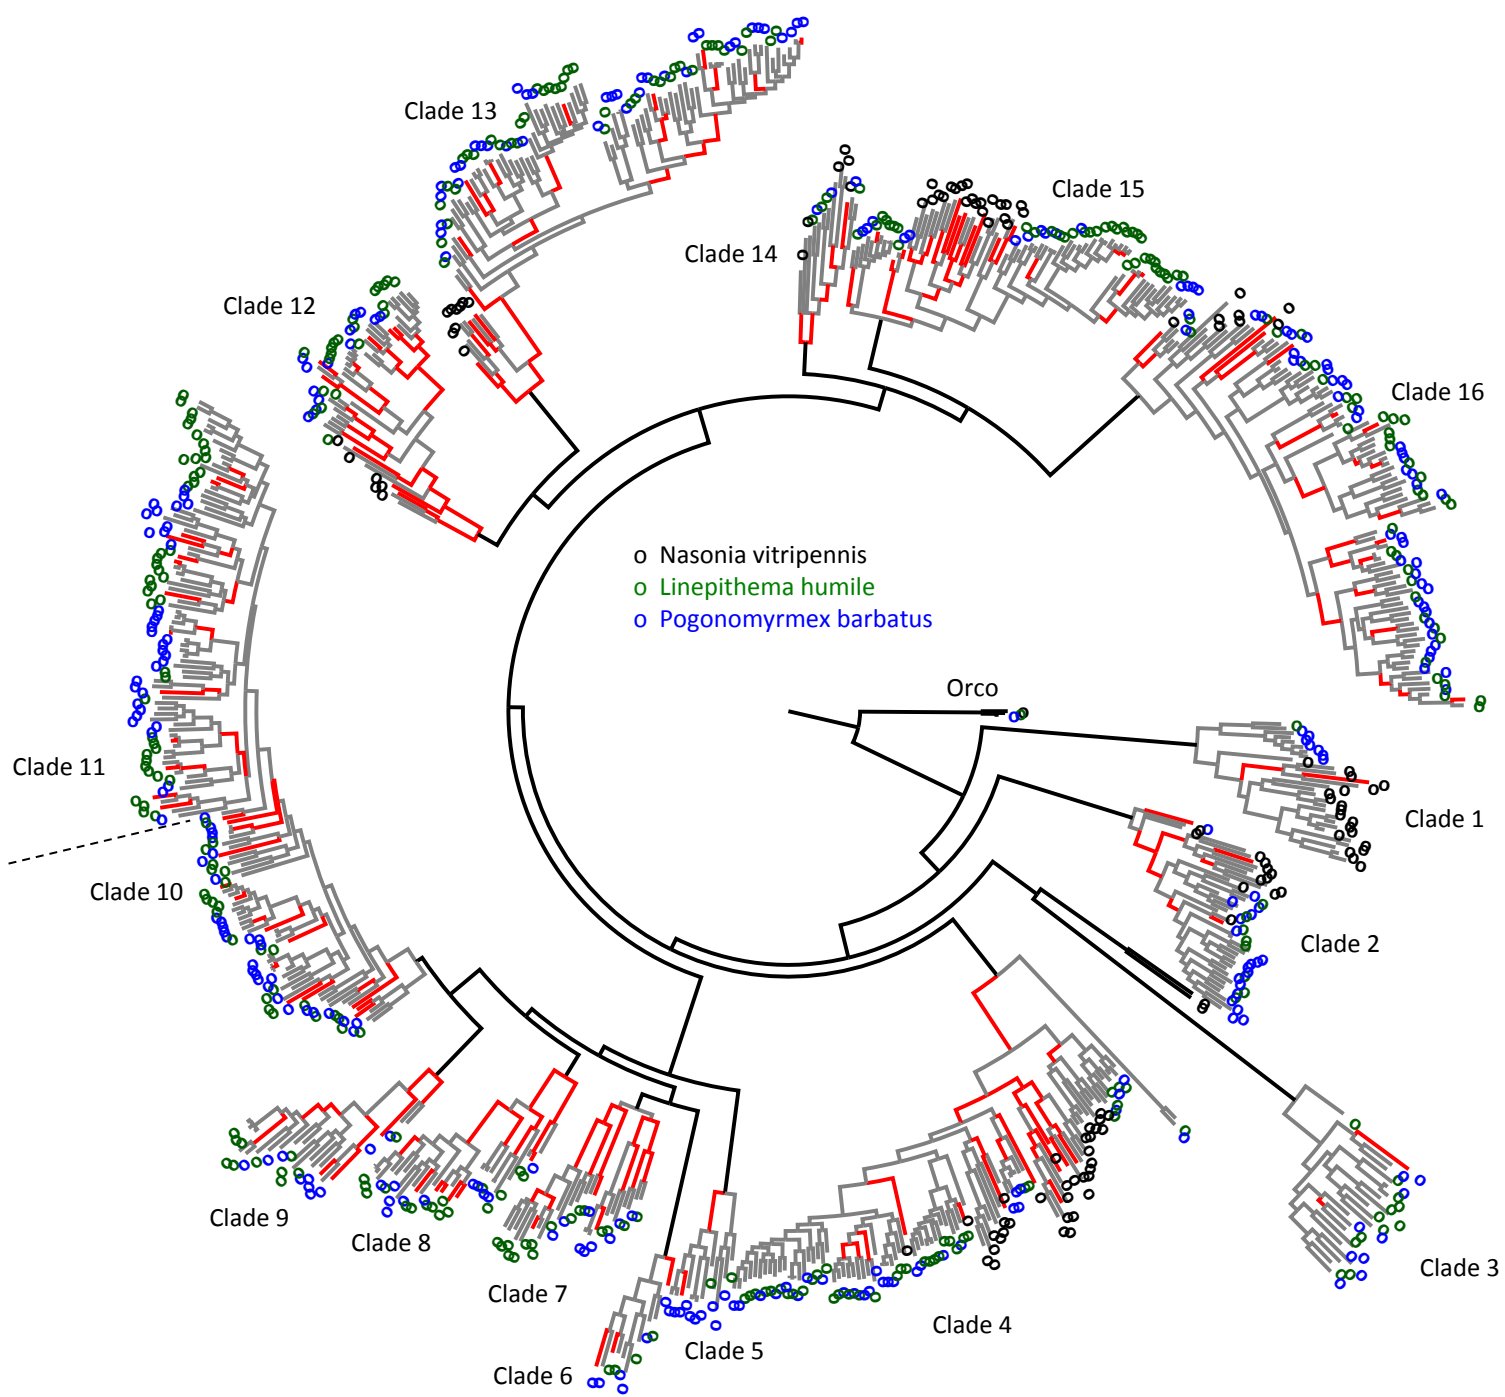 Clade 13
Clade 15
Clade 14
Clade 12
Clade 16
o Nasonia vitripennis
o Linepithema humile
o Pogonomyrmex barbatus
Orco
Clade 11
Clade 1
Clade 10
Clade 2
Clade 9
Clade 8
Clade 3
Clade 7
Clade 4
Clade 5
Clade 6